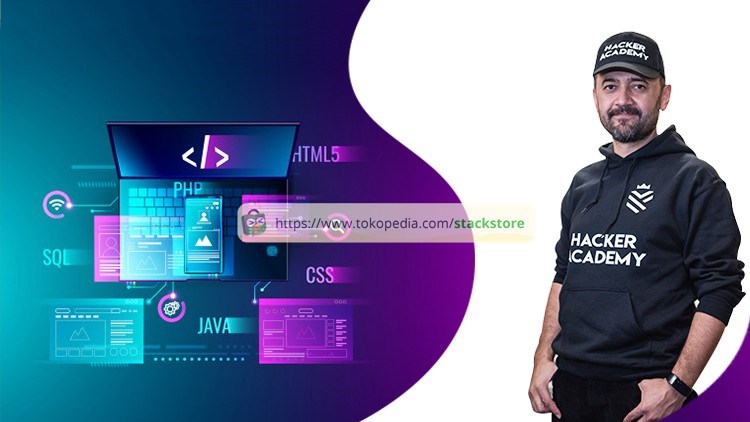 HACKER
ACADEMY
</>
HTML5
PHP
https://www.tokopedia.com/stackstore
SQL
CSS
JAVA
HACKER
ACADEMY